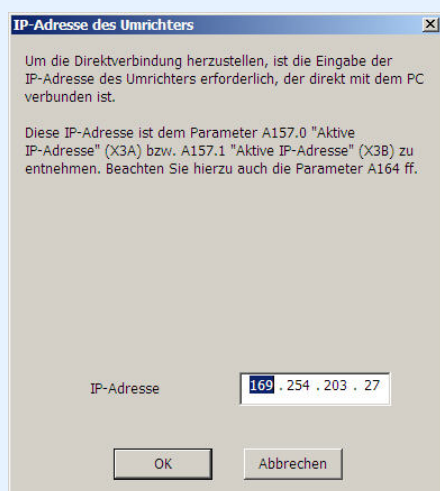 IP-Adresse des Umrichters
Um die Direktverbindung herzustellen, ist die Eingabe der
IP-Adresse des Umrichters erforderlich, der direkt mit dem PC
verbunden ist.
Diese IP-Adresse ist dem Parameter A157.0 "Aktive
IP-Adresse" (X3A) bzw. A157.1 "Aktive IP-Adresse" (X3B) zu
entnehmen. Beachten Sie hierzu auch die Parameter A164 ff.
IP-Adresse 169 . 254 . 203 . 27
OK Abbrechen